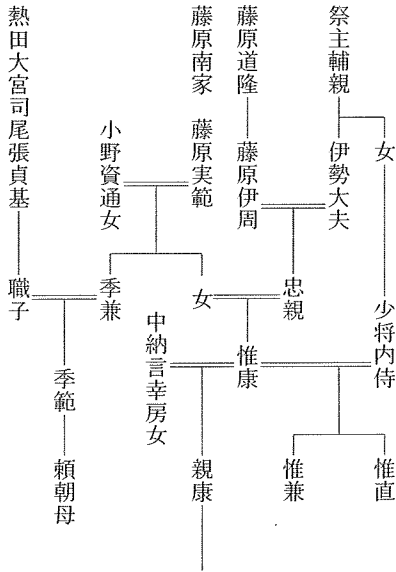 祭主輔親
女
伊勢大夫
少将内侍
惟直
惟兼
藤原道隆
藤原伊周
忠親
惟康
藤原南家
藤原実範
女
親康
小野資通女
季兼
中納言幸房女
熱田大宮司尾張貞基
職子
季範
頼朝母